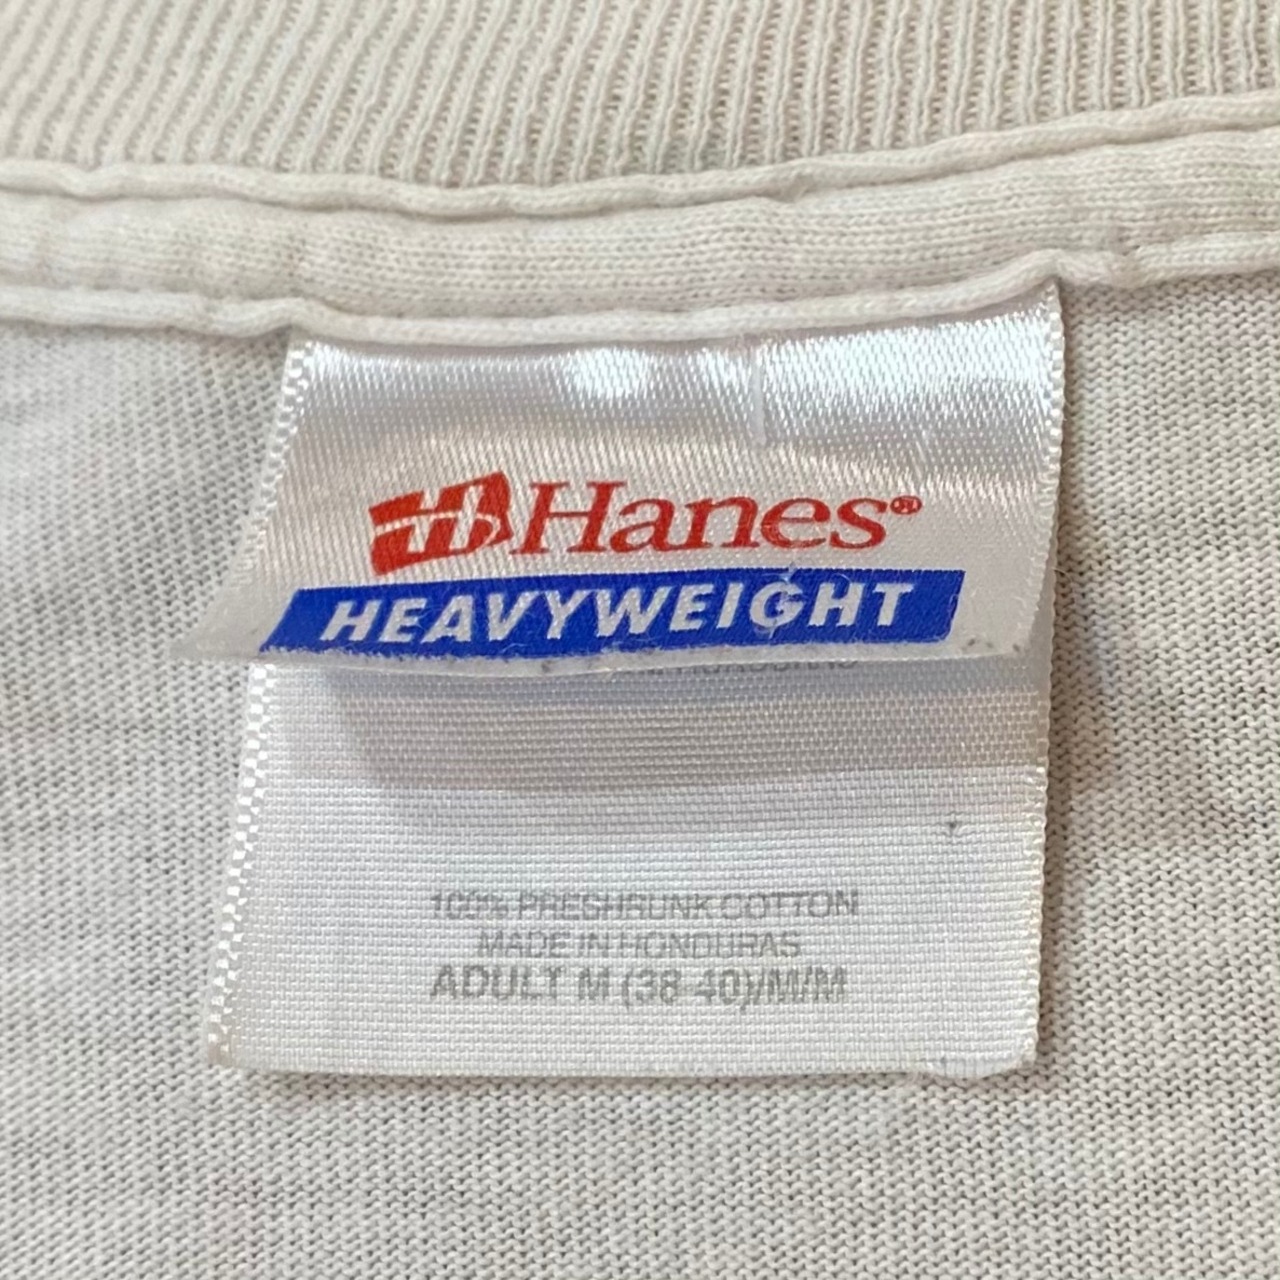 Hanes®
HEAVYWEIGHT
100% PRESHRUNK COTTON
MADE IN HONDURAS
ADULT M (38-40)/M/M